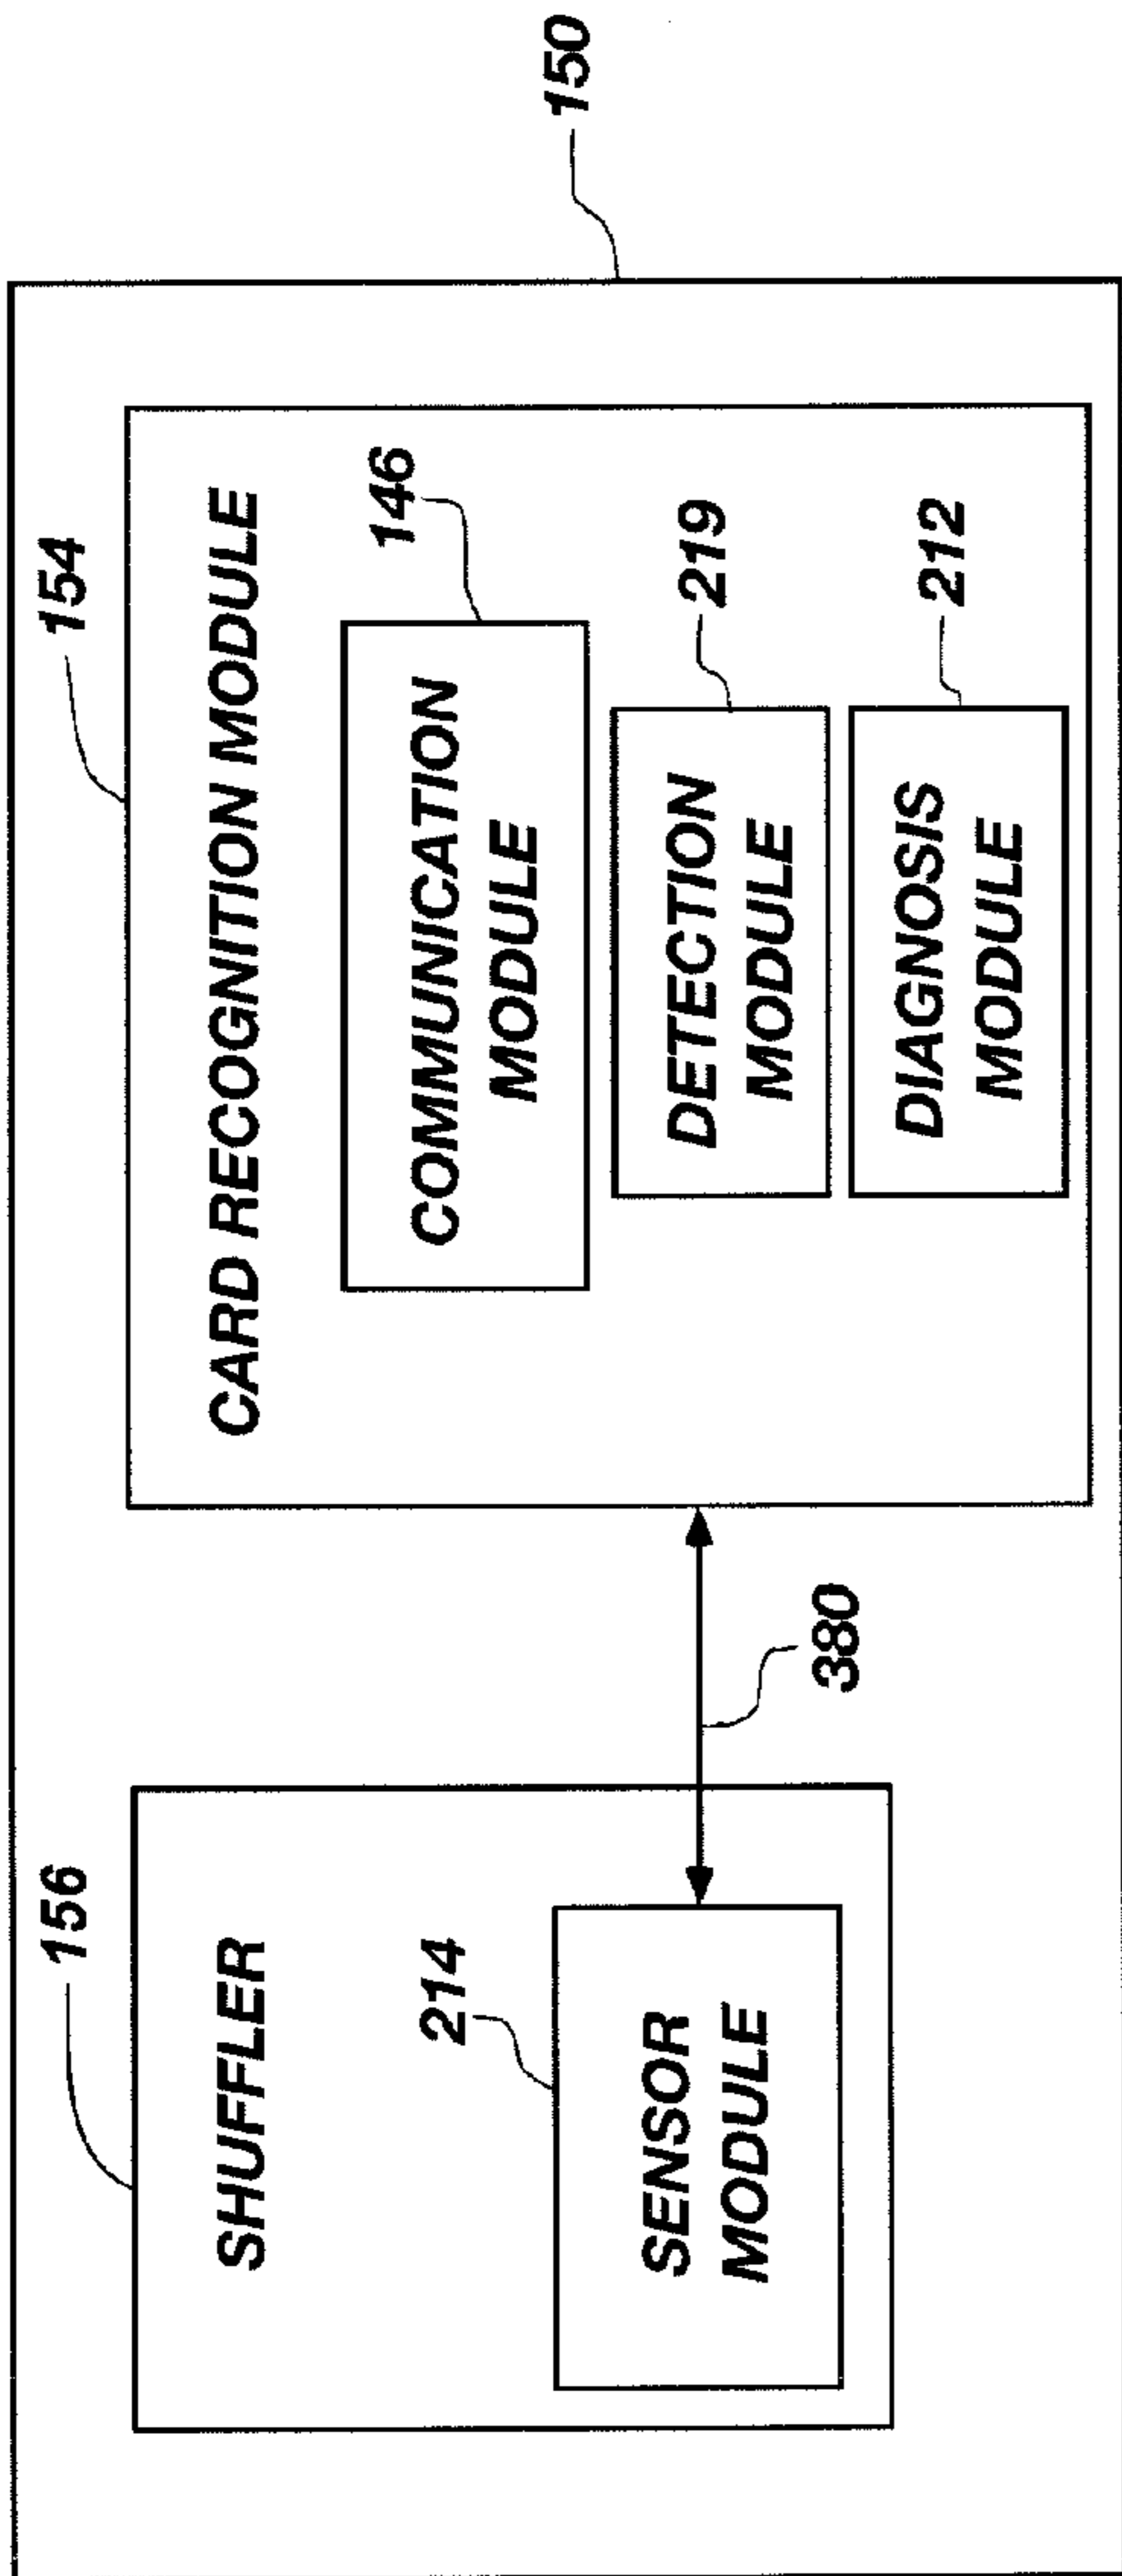 150
156
SHUFFLER
214
SENSOR
MODULE
380
154
CARD RECOGNITION MODULE
146
COMMUNICATION
MODULE
219
DETECTION
MODULE
212
DIAGNOSIS
MODULE